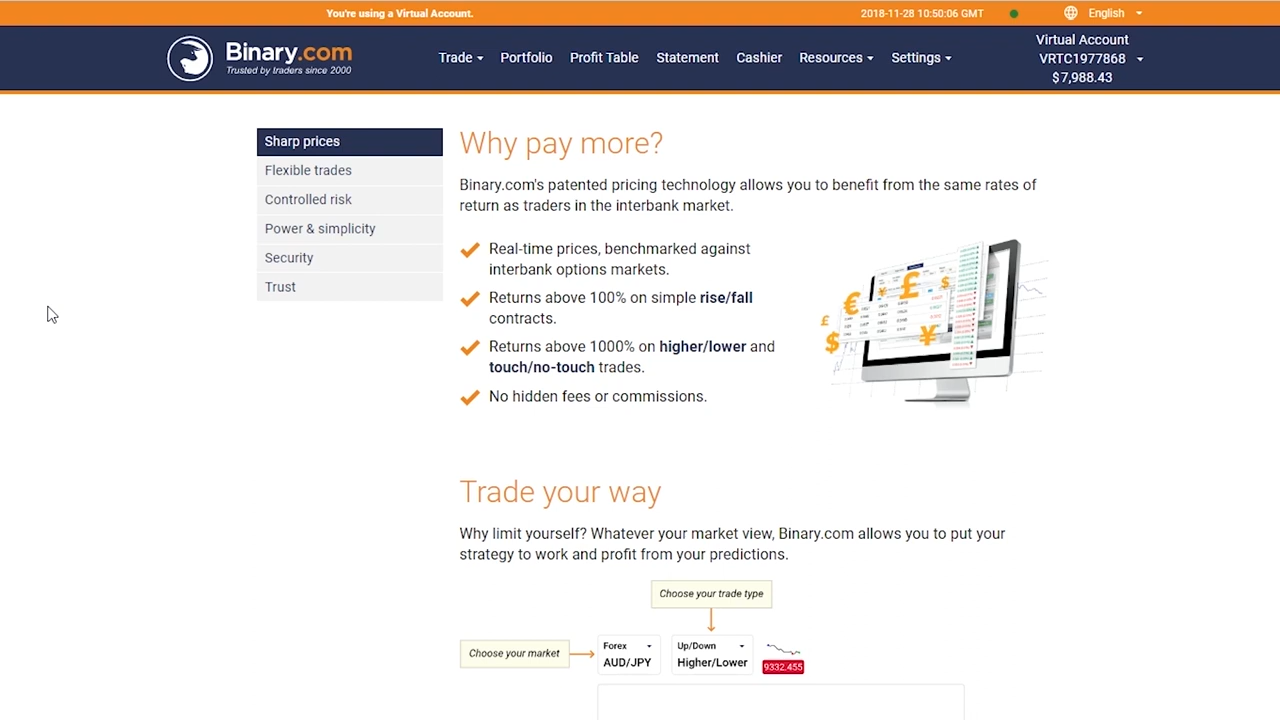 You're using a Virtual Account.
2018-11-28 10:50:06 GMT
English
Binary.com
Trusted by traders since 2000
Trade
Portfolio
Profit Table
Statement
Cashier
Resources
Settings
Virtual Account
VRTC1977868
$7,988.43
Sharp prices
Flexible trades
Controlled risk
Power & simplicity
Security
Trust
Why pay more?
Binary.com's patented pricing technology allows you to benefit from the same rates of
return as traders in the interbank market.
Real-time prices, benchmarked against
interbank options markets.
Returns above 100% on simple rise/fall
contracts.
Returns above 1000% on higher/lower and
touch/no-touch trades.
No hidden fees or commissions.
Trade your way
Why limit yourself? Whatever your market view, Binary.com allows you to put your
strategy to work and profit from your predictions.
Choose your trade type
Choose your market
Forex
AUD/JPY
Up/Down
Higher/Lower
9332.455